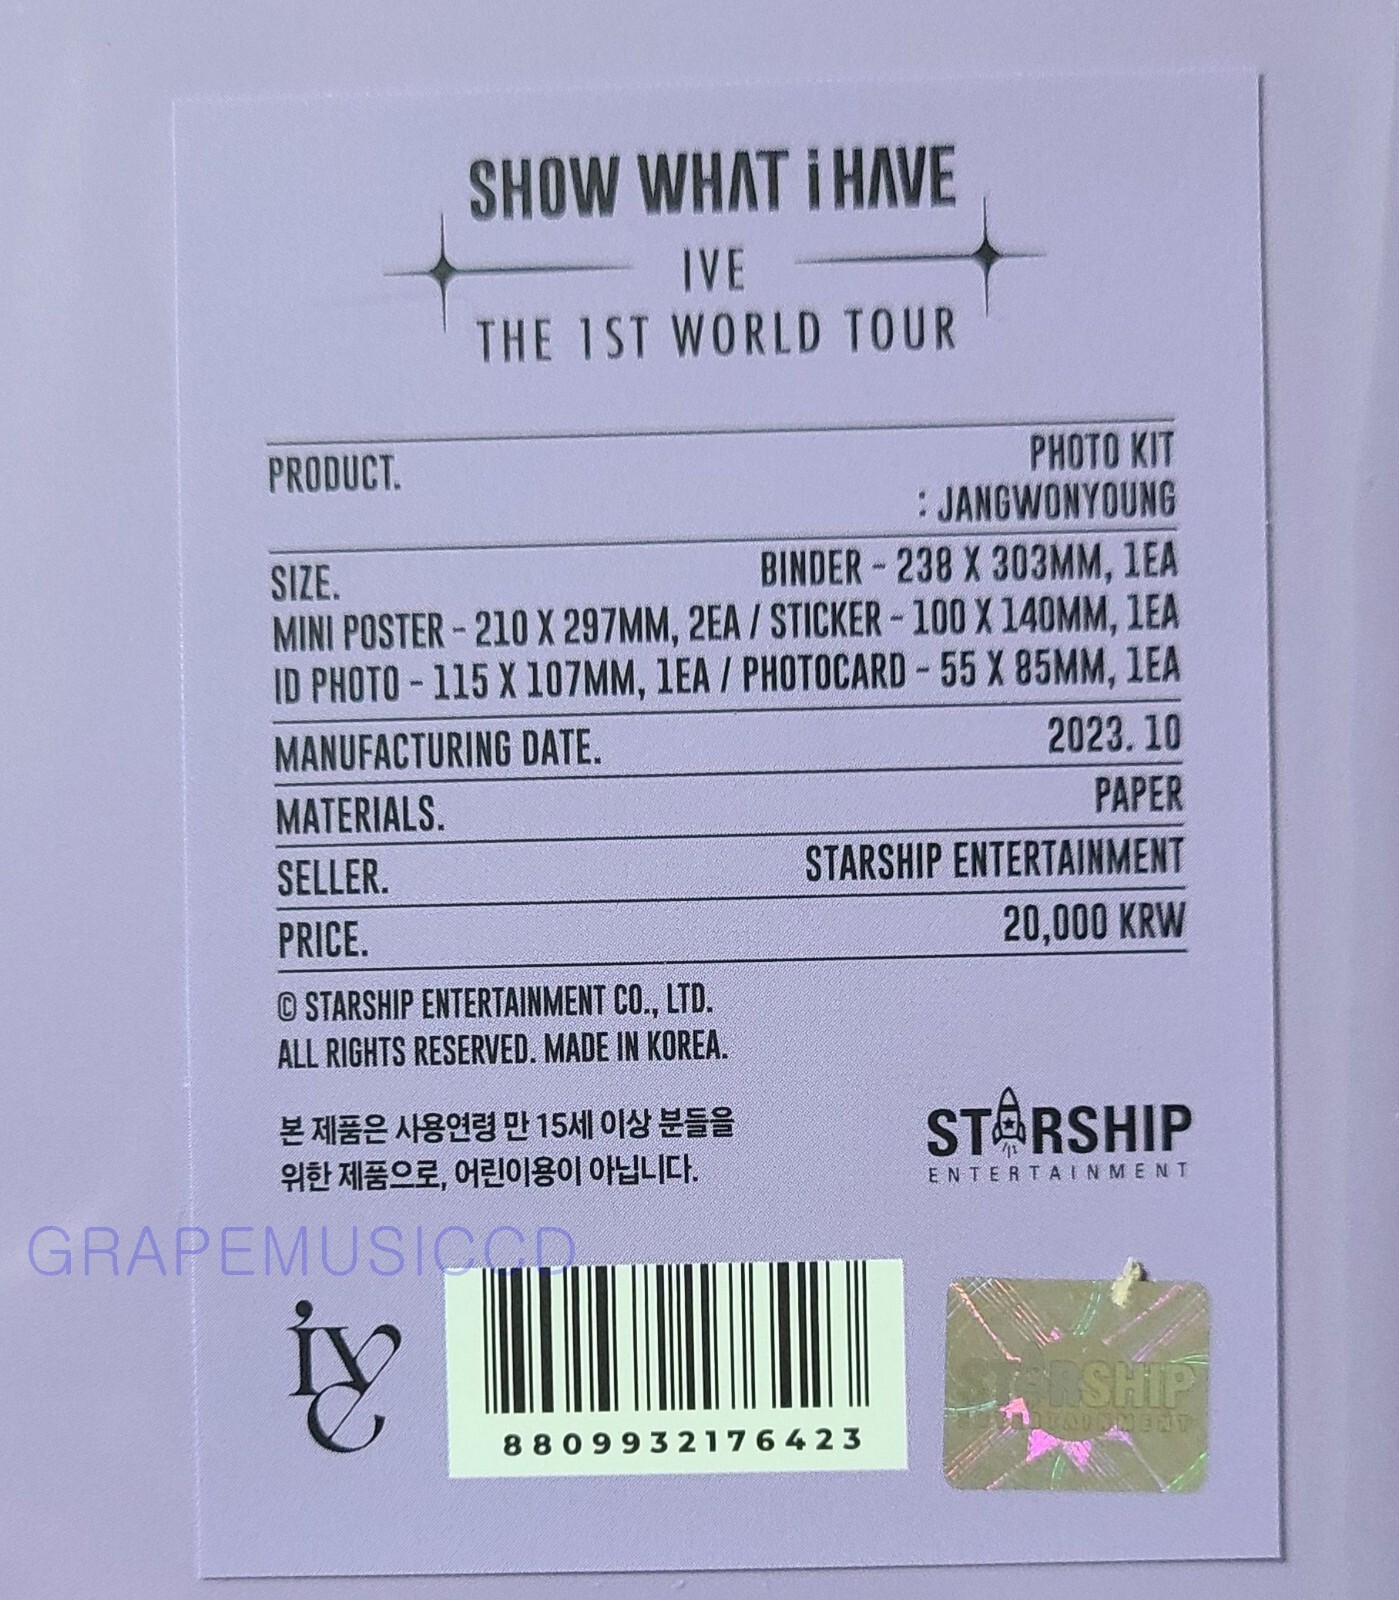 SHOW WHAT i HAVE
IVE
THE 1ST WORLD TOUR
PRODUCT. PHOTO KIT
: JANGWONYOUNG
SIZE. BINDER - 238 X 303MM, 1EA
MINI POSTER - 210 X 297MM, 2EA / STICKER - 100 X 140MM, 1EA
ID PHOTO - 115 X 107MM, 1EA / PHOTOCARD - 55 X 85MM, 1EA
MANUFACTURING DATE. 2023. 10
MATERIALS. PAPER
SELLER. STARSHIP ENTERTAINMENT
PRICE. 20,000 KRW
© STARSHIP ENTERTAINMENT CO., LTD.
ALL RIGHTS RESERVED. MADE IN KOREA.
본 제품은 사용연령 만 15세 이상 분들을
위한 제품으로, 어린이용이 아닙니다.
STARSHIP
ENTERTAINMENT
GRAPEMUSICCD
ive
8809932176423
STARSHIP
ENTERTAINMENT